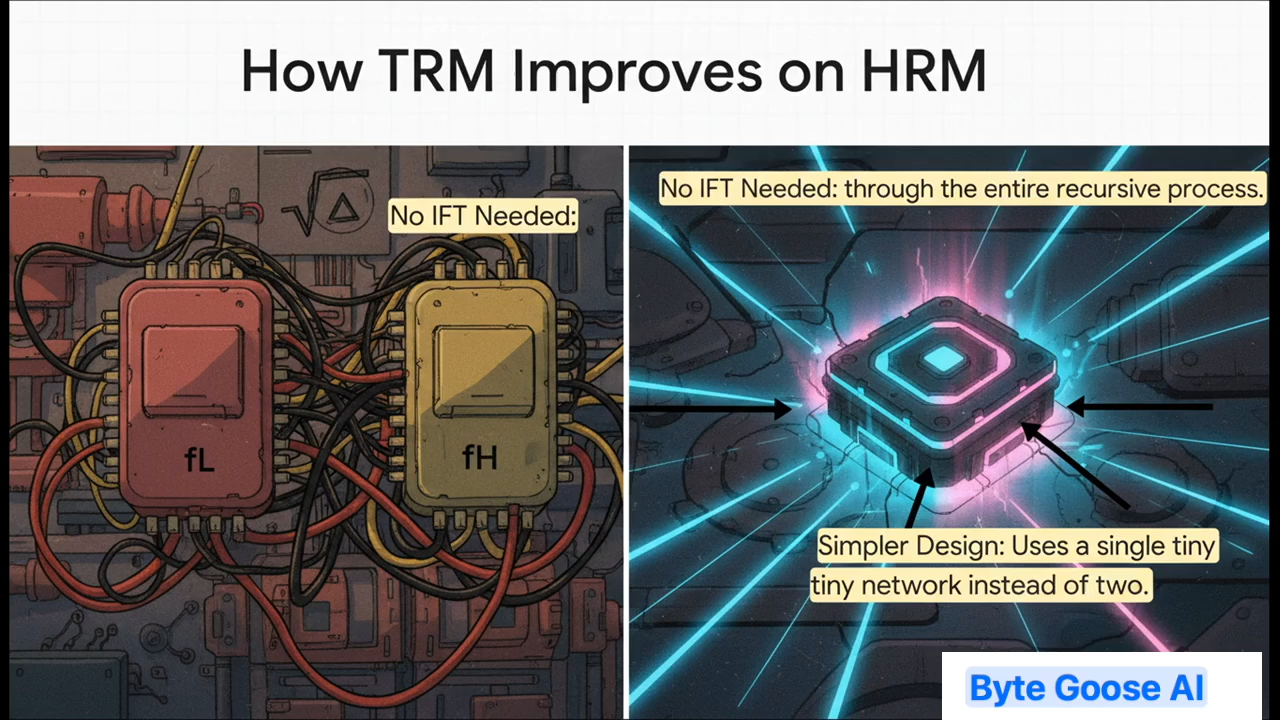 How TRM Improves on HRM
No IFT Needed:
fL
fH
No IFT Needed: through the entire recursive process.
Simpler Design: Uses a single tiny
tiny network instead of two.
Byte Goose AI